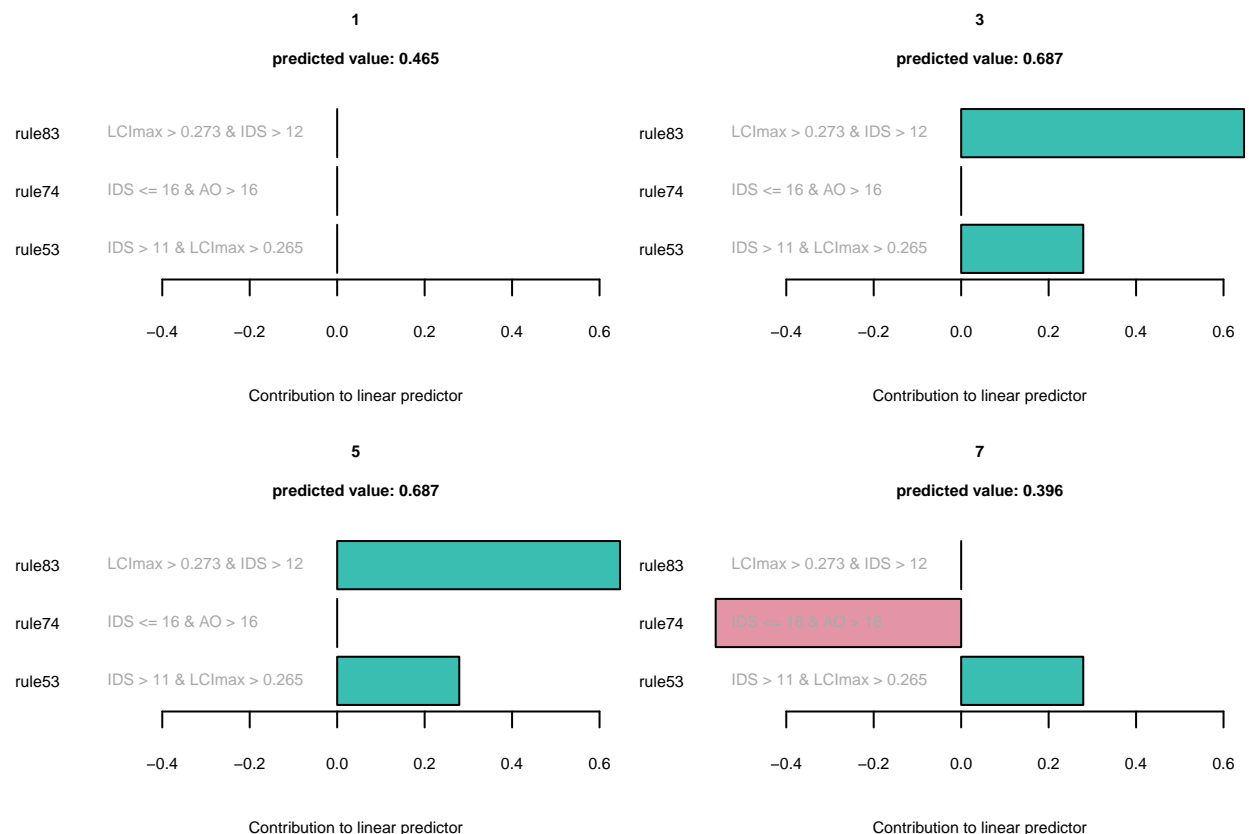 1
predicted value: 0.465
rule83 LCImax > 0.273 & IDS > 12
rule74 IDS <= 16 & AO > 16
rule53 IDS > 11 & LCImax > 0.265
−0.4 −0.2 0.0 0.2 0.4 0.6
Contribution to linear predictor
3
predicted value: 0.687
rule83 LCImax > 0.273 & IDS > 12
rule74 IDS <= 16 & AO > 16
rule53 IDS > 11 & LCImax > 0.265
−0.4 −0.2 0.0 0.2 0.4 0.6
Contribution to linear predictor
5
predicted value: 0.687
rule83 LCImax > 0.273 & IDS > 12
rule74 IDS <= 16 & AO > 16
rule53 IDS > 11 & LCImax > 0.265
−0.4 −0.2 0.0 0.2 0.4 0.6
Contribution to linear predictor
7
predicted value: 0.396
rule83 LCImax > 0.273 & IDS > 12
rule74 IDS <= 16 & AO > 16
rule53 IDS > 11 & LCImax > 0.265
−0.4 −0.2 0.0 0.2 0.4 0.6
Contribution to linear predictor